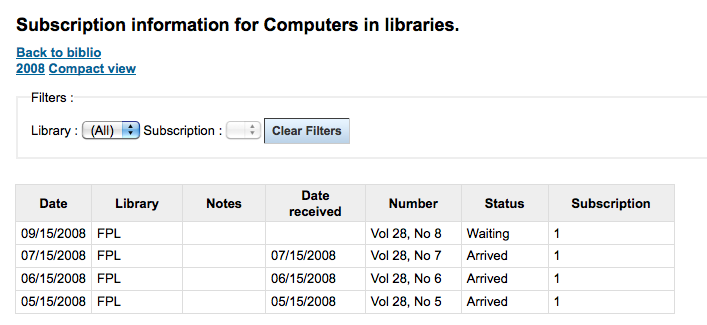 Subscription information for Computers in libraries.
Back to biblio
2008 Compact view
Filters :
Library : (All) Subscription : Clear Filters
Date Library Notes Date received Number Status Subscription
09/15/2008 FPL Vol 28, No 8 Waiting 1
07/15/2008 FPL 07/15/2008 Vol 28, No 7 Arrived 1
06/15/2008 FPL 06/15/2008 Vol 28, No 6 Arrived 1
05/15/2008 FPL 05/15/2008 Vol 28, No 5 Arrived 1